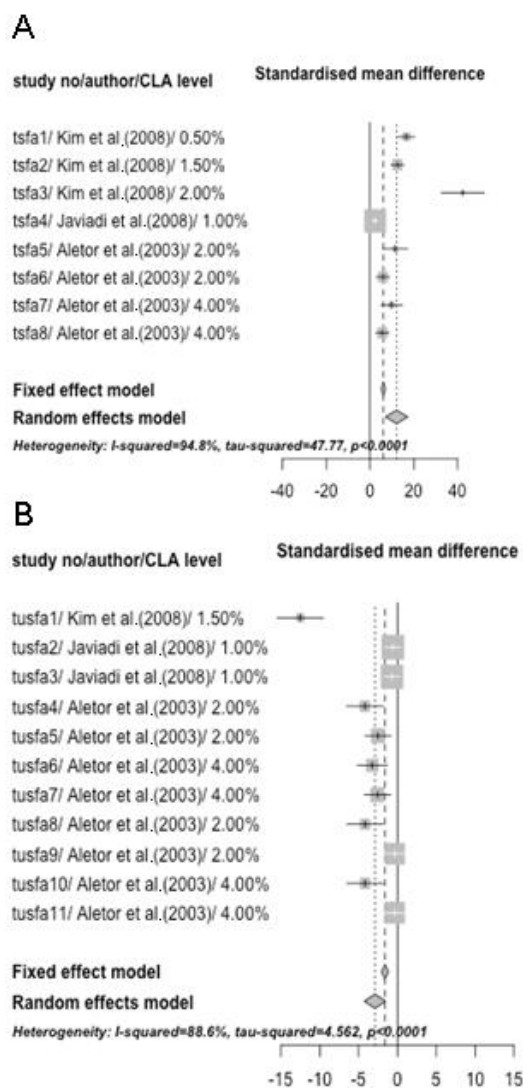 A
study no/author/CLA level Standardised mean difference
tsfa1/ Kim et al.(2008)/ 0.50%
tsfa2/ Kim et al.(2008)/ 1.50%
tsfa3/ Kim et al.(2008)/ 2.00%
tsfa4/ Javiadi et al.(2008)/ 1.00%
tsfa5/ Aletor et al.(2003)/ 2.00%
tsfa6/ Aletor et al.(2003)/ 2.00%
tsfa7/ Aletor et al.(2003)/ 4.00%
tsfa8/ Aletor et al.(2003)/ 4.00%
Fixed effect model
Random effects model
Heterogeneity: I-squared=94.8%, tau-squared=47.77, p<0.0001
-40 -20 0 20 40
B
study no/author/CLA level Standardised mean difference
tusfa1/ Kim et al.(2008)/ 1.50%
tusfa2/ Javiadi et al.(2008)/ 1.00%
tusfa3/ Javiadi et al.(2008)/ 1.00%
tusfa4/ Aletor et al.(2003)/ 2.00%
tusfa5/ Aletor et al.(2003)/ 2.00%
tusfa6/ Aletor et al.(2003)/ 4.00%
tusfa7/ Aletor et al.(2003)/ 4.00%
tusfa8/ Aletor et al.(2003)/ 2.00%
tusfa9/ Aletor et al.(2003)/ 2.00%
tusfa10/ Aletor et al.(2003)/ 4.00%
tusfa11/ Aletor et al.(2003)/ 4.00%
Fixed effect model
Random effects model
Heterogeneity: I-squared=88.6%, tau-squared=4.562, p<0.0001
-15 -10 -5 0 5 10 15